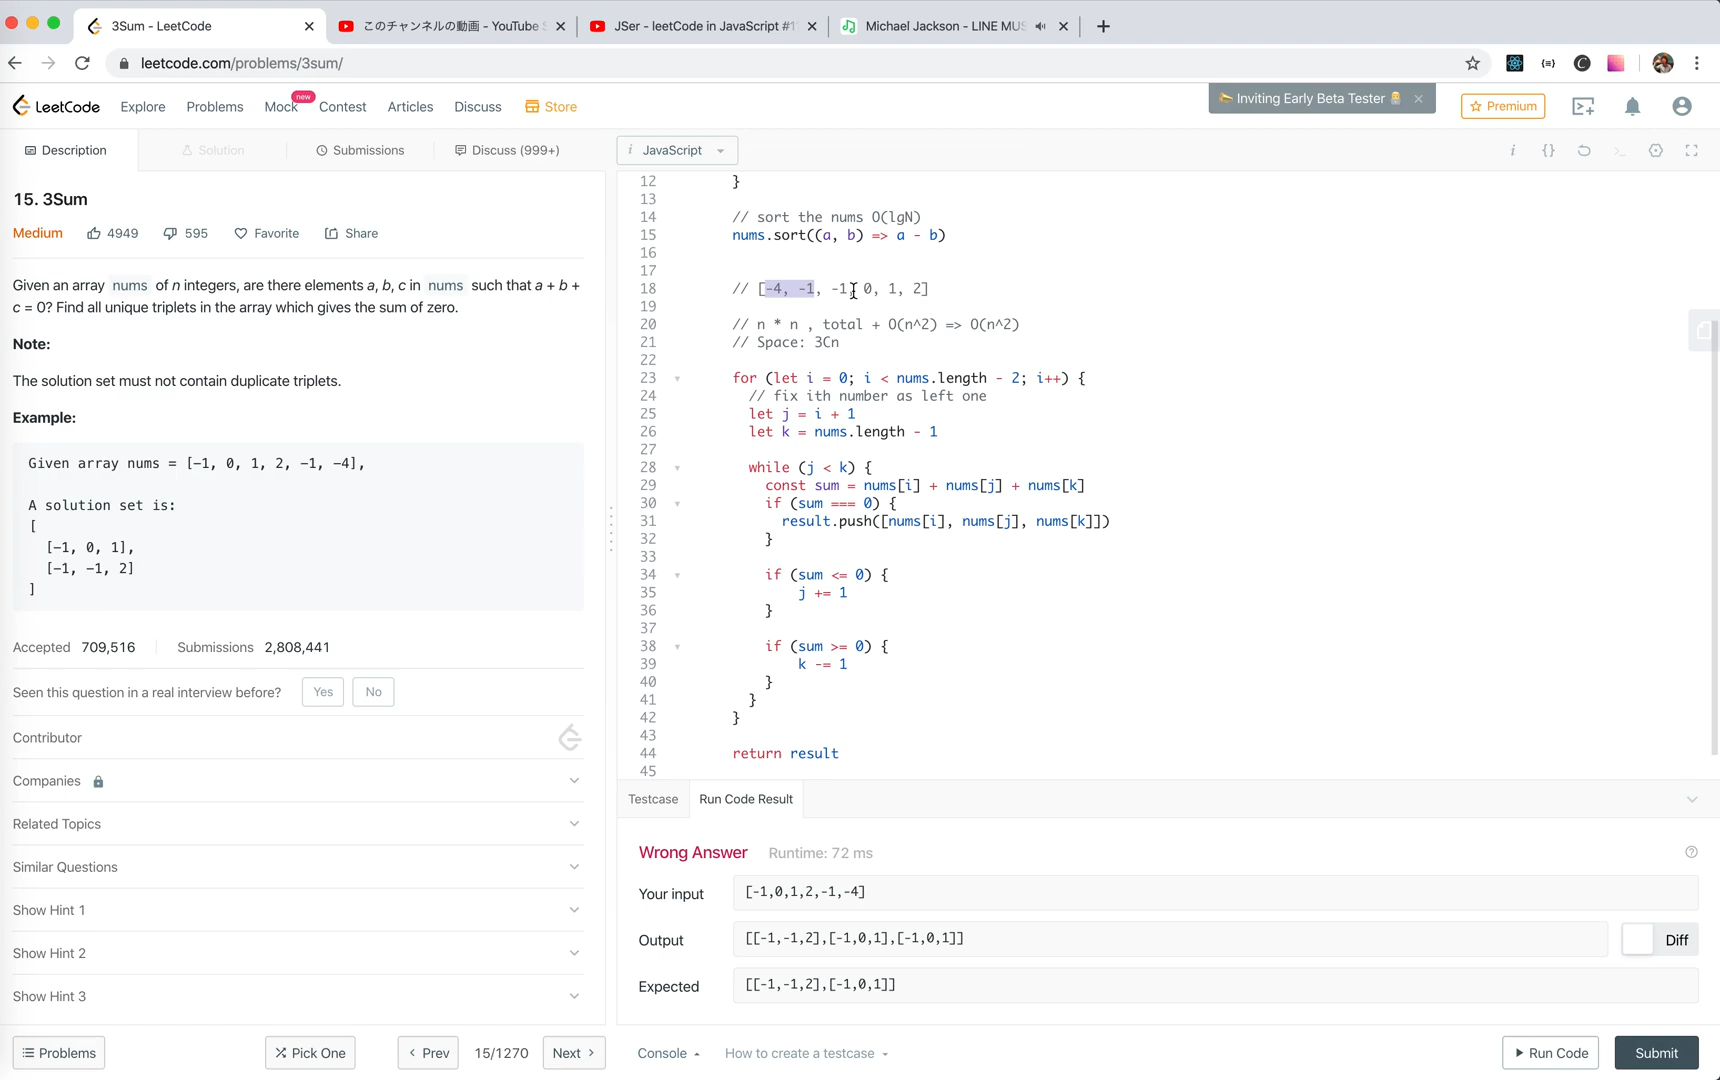 3Sum - LeetCode
このチャンネルの動画 - YouTube S
JSer - leetCode in JavaScript #1
Michael Jackson - LINE MUS
leetcode.com/problems/3sum/
LeetCode
Explore
Problems
Mock
new
Contest
Articles
Discuss
Store
Inviting Early Beta Tester
Premium
Description
Solution
Submissions
Discuss (999+)
i JavaScript
15. 3Sum
Medium
4949
595
Favorite
Share
Given an array nums of n integers, are there elements a, b, c in nums such that a + b +
c = 0? Find all unique triplets in the array which gives the sum of zero.
Note:
The solution set must not contain duplicate triplets.
Example:
Given array nums = [-1, 0, 1, 2, -1, -4],
A solution set is:
[
[-1, 0, 1],
[-1, -1, 2]
]
Accepted 709,516
Submissions 2,808,441
Seen this question in a real interview before?
Yes
No
Contributor
Companies
Related Topics
Similar Questions
Show Hint 1
Show Hint 2
Show Hint 3
Problems
Pick One
Prev
15/1270
Next
12 }
13
14 // sort the nums O(lgN)
15 nums.sort((a, b) => a - b)
16
17
18 // [-4, -1, -1, 0, 1, 2]
19
20 // n * n , total + O(n^2) => O(n^2)
21 // Space: 3Cn
22
23 for (let i = 0; i < nums.length - 2; i++) {
24 // fix ith number as left one
25 let j = i + 1
26 let k = nums.length - 1
27
28 while (j < k) {
29 const sum = nums[i] + nums[j] + nums[k]
30 if (sum === 0) {
31 result.push([nums[i], nums[j], nums[k]])
32 }
33
34 if (sum <= 0) {
35 j += 1
36 }
37
38 if (sum >= 0) {
39 k -= 1
40 }
41 }
42 }
43
44 return result
45
Testcase
Run Code Result
Wrong Answer
Runtime: 72 ms
Your input
[-1,0,1,2,-1,-4]
Output
[[-1,-1,2],[-1,0,1],[-1,0,1]]
Diff
Expected
[[-1,-1,2],[-1,0,1]]
Console
How to create a testcase
Run Code
Submit